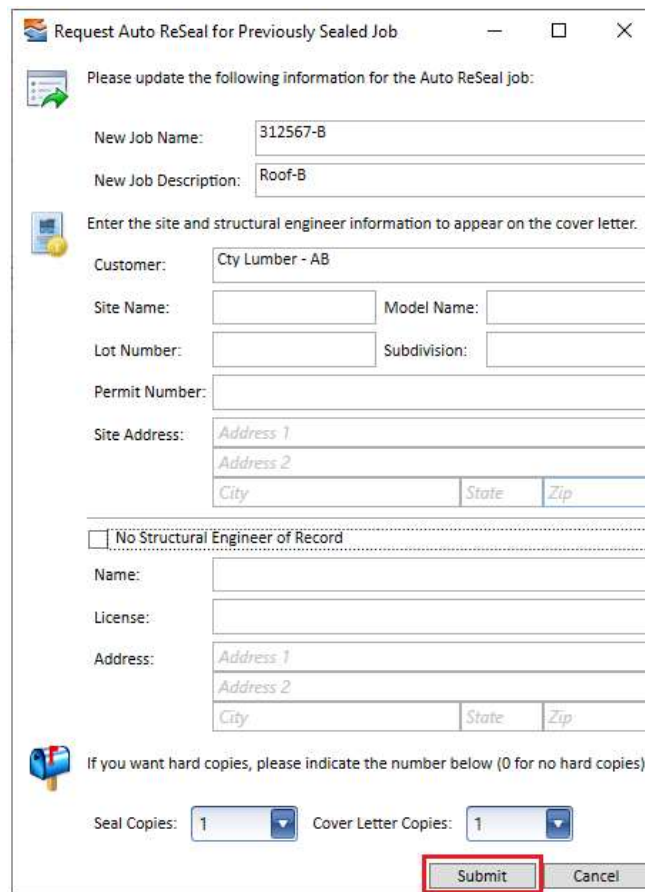 Request Auto ReSeal for Previously Sealed Job
Please update the following information for the Auto ReSeal job:
New Job Name: 312567-B
New Job Description: Roof-B
Enter the site and structural engineer information to appear on the cover letter.
Customer: Cty Lumber - AB
Site Name: Model Name:
Lot Number: Subdivision:
Permit Number:
Site Address: Address 1
Address 2
City State Zip
No Structural Engineer of Record
Name:
License:
Address: Address 1
Address 2
City State Zip
If you want hard copies, please indicate the number below (0 for no hard copies)
Seal Copies: 1 Cover Letter Copies: 1
Submit Cancel